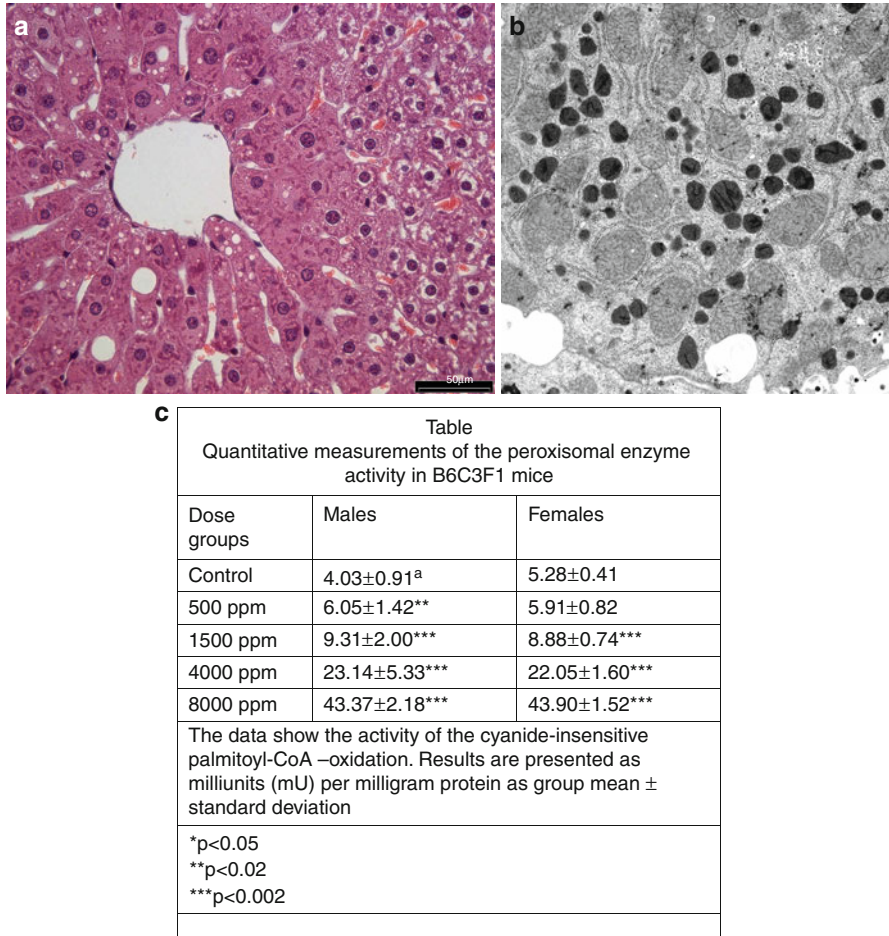 a
b
50µm
c
Table
Quantitative measurements of the peroxisomal enzyme
activity in B6C3F1 mice
Dose
groups
Males
Females
Control
4.03±0.91ª
5.28±0.41
500 ppm
6.05±1.42**
5.91±0.82
1500 ppm
9.31±2.00***
8.88±0.74***
4000 ppm
23.14±5.33***
22.05±1.60***
8000 ppm
43.37±2.18***
43.90±1.52***
The data show the activity of the cyanide-insensitive
palmitoyl-CoA –oxidation. Results are presented as
milliunits (mU) per milligram protein as group mean ±
standard deviation
*p<0.05
**p<0.02
***p<0.002